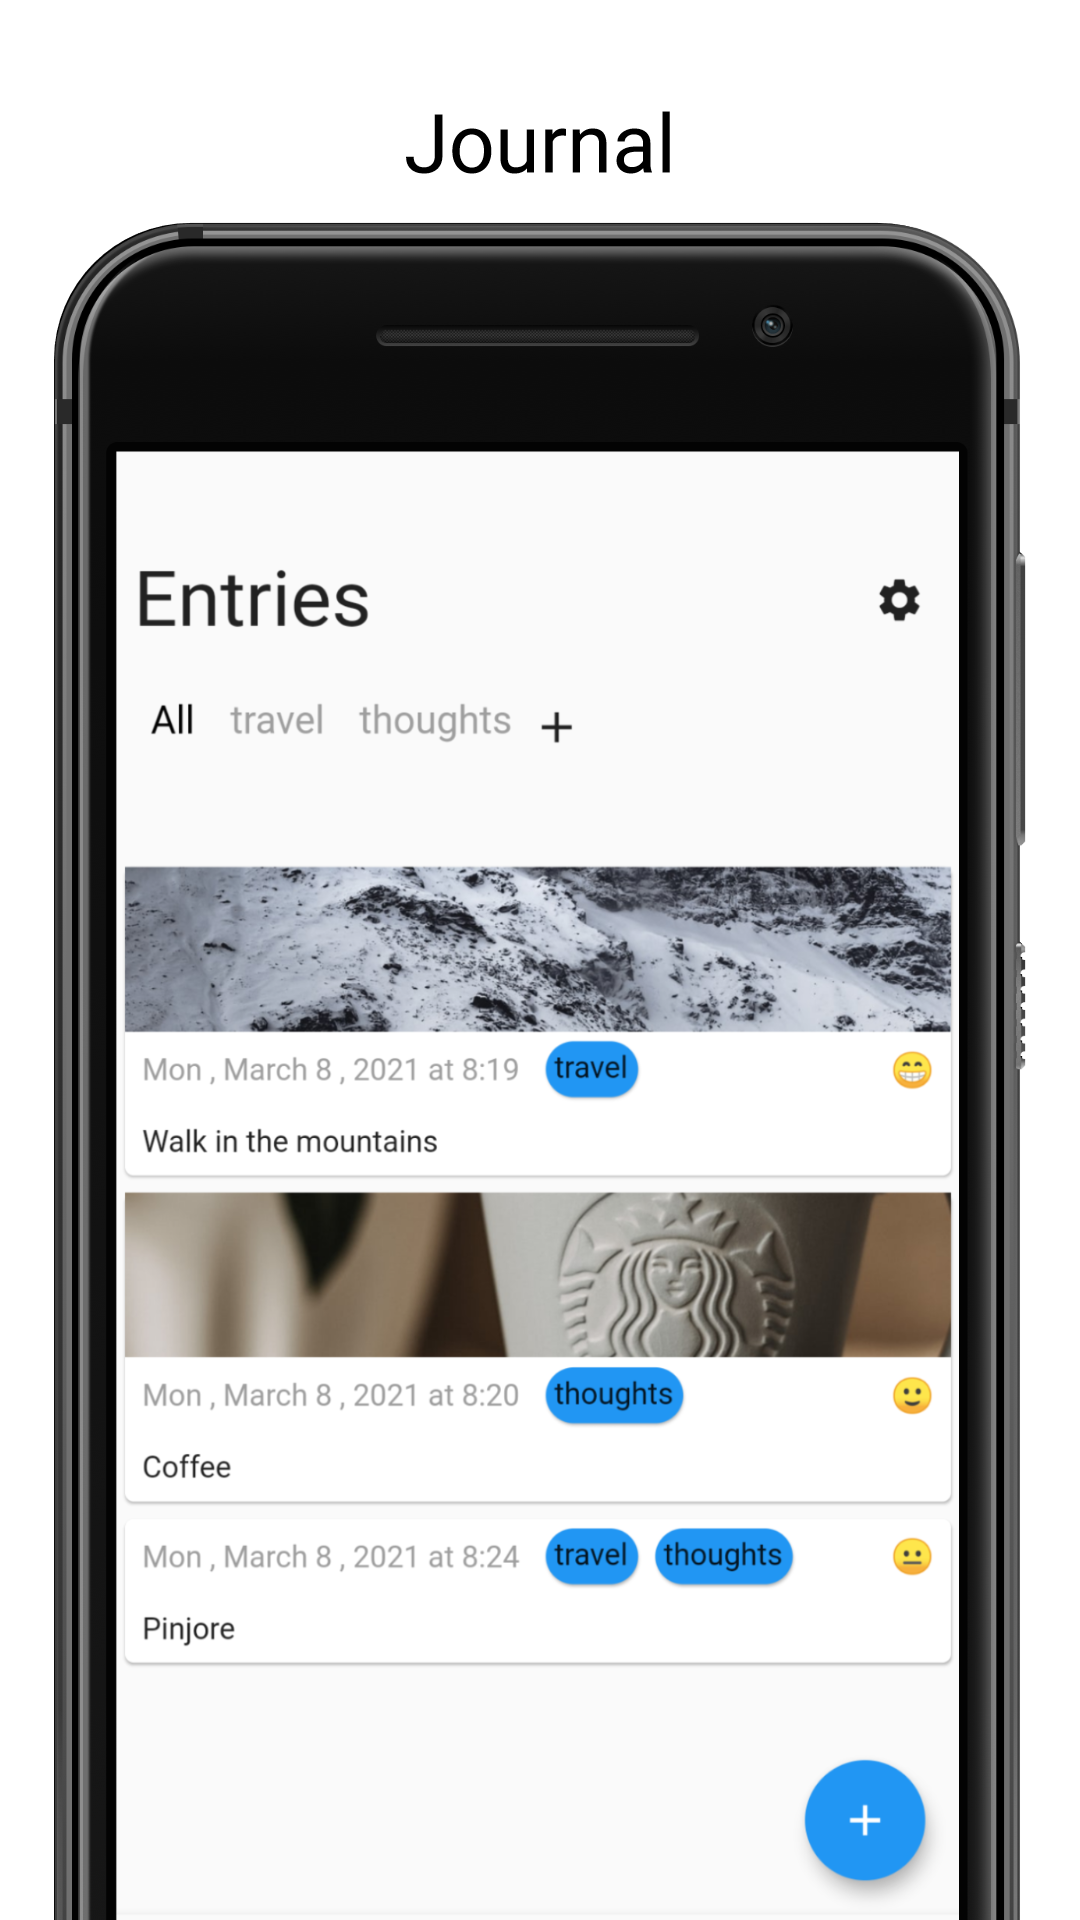 Journal
Entries
All travel thoughts +
Mon , March 8 , 2021 at 8:19 travel
Walk in the mountains
Mon , March 8 , 2021 at 8:20 thoughts
Coffee
Mon , March 8 , 2021 at 8:24 travel thoughts
Pinjore
+